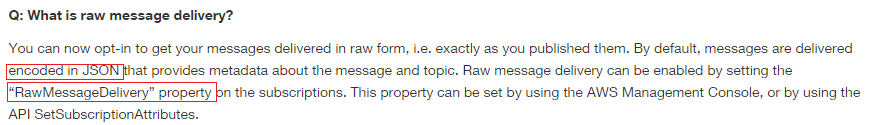 Q: What is raw message delivery?
You can now opt-in to get your messages delivered in raw form, i.e. exactly as you published them. By default, messages are delivered
encoded in JSON that provides metadata about the message and topic. Raw message delivery can be enabled by setting the
“RawMessageDelivery” property on the subscriptions. This property can be set by using the AWS Management Console, or by using the
API SetSubscriptionAttributes.